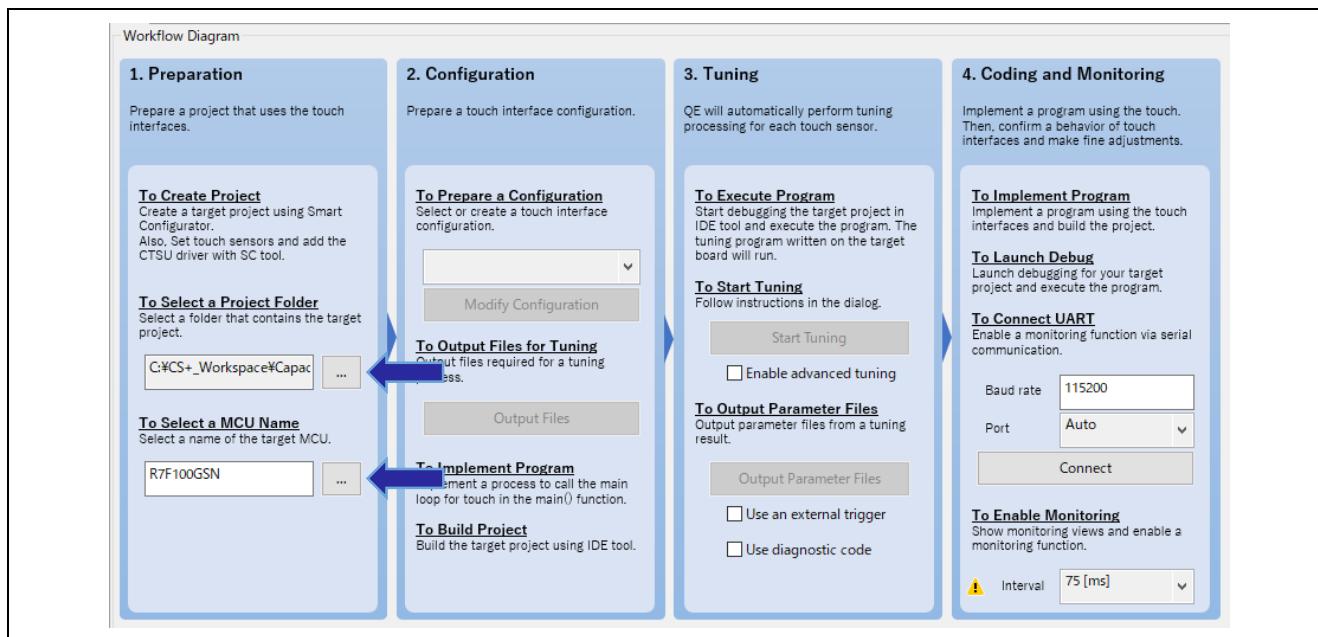 Workflow Diagram
1. Preparation
Prepare a project that uses the touch
interfaces.
To Create Project
Create a target project using Smart
Configurator.
Also, Set touch sensors and add the
CTSU driver with SC tool.
To Select a Project Folder
Select a folder that contains the target
project.
C:¥CS+_Workspace¥Capac
...
To Select a MCU Name
Select a name of the target MCU.
R7F100GSN
...
2. Configuration
Prepare a touch interface configuration.
To Prepare a Configuration
Select or create a touch interface
configuration.
Modify Configuration
To Output Files for Tuning
Output files required for a tuning
process.
Output Files
To Implement Program
Implement a process to call the main
loop for touch in the main() function.
To Build Project
Build the target project using IDE tool.
3. Tuning
QE will automatically perform tuning
processing for each touch sensor.
To Execute Program
Start debugging the target project in
IDE tool and execute the program. The
tuning program written on the target
board will run.
To Start Tuning
Follow instructions in the dialog.
Start Tuning
Enable advanced tuning
To Output Parameter Files
Output parameter files from a tuning
result.
Output Parameter Files
Use an external trigger
Use diagnostic code
4. Coding and Monitoring
Implement a program using the touch.
Then, confirm a behavior of touch
interfaces and make fine adjustments.
To Implement Program
Implement a program using the touch
interfaces and build the project.
To Launch Debug
Launch debugging for your target
project and execute the program.
To Connect UART
Enable a monitoring function via serial
communication.
Baud rate 115200
Port Auto
Connect
To Enable Monitoring
Show monitoring views and enable a
monitoring function.
Interval 75 [ms]